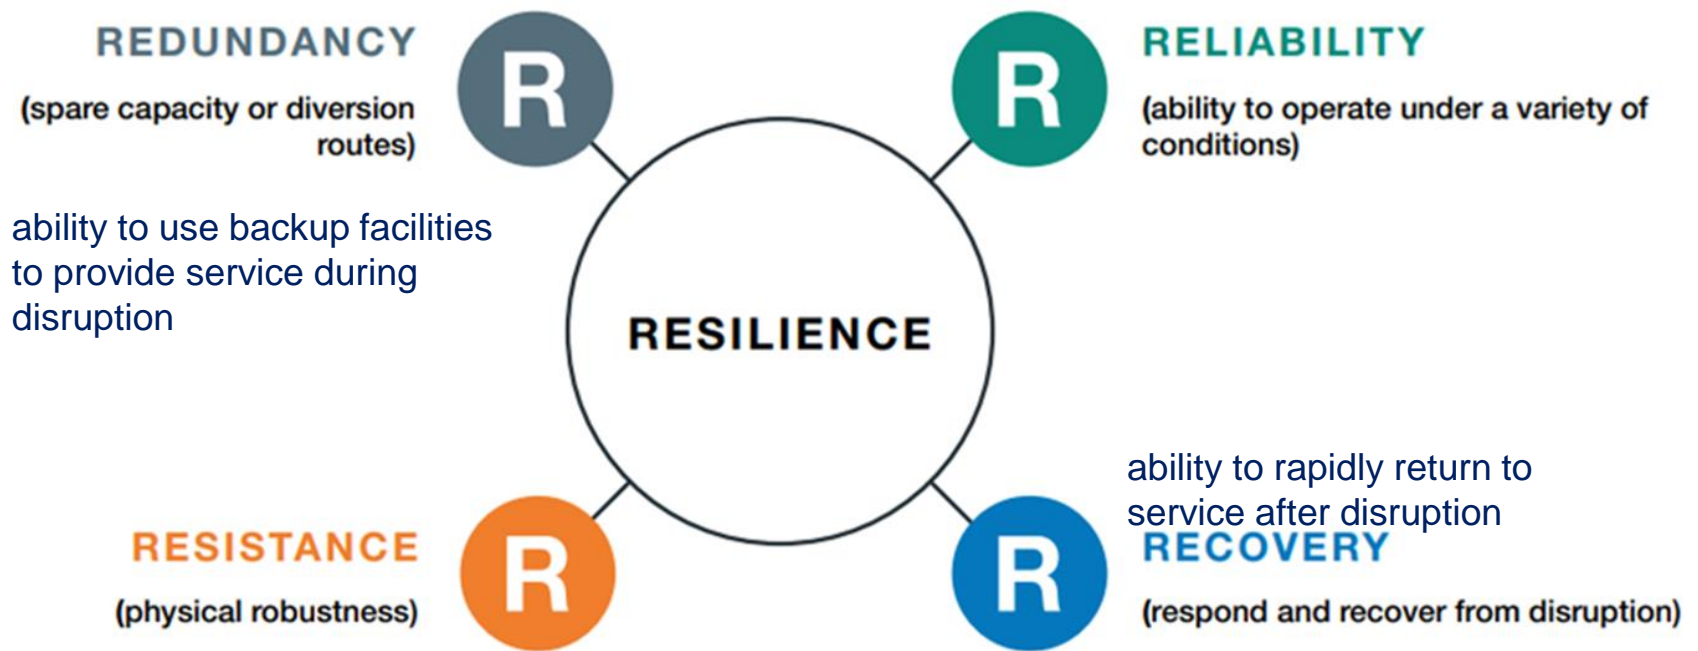 REDUNDANCY
R
(spare capacity or diversion
routes)
ability to use backup facilities
to provide service during
disruption
R
RELIABILITY
(ability to operate under a variety of
conditions)
RESILIENCE
RESISTANCE
R
(physical robustness)
ability to rapidly return to
service after disruption
R
RECOVERY
(respond and recover from disruption)